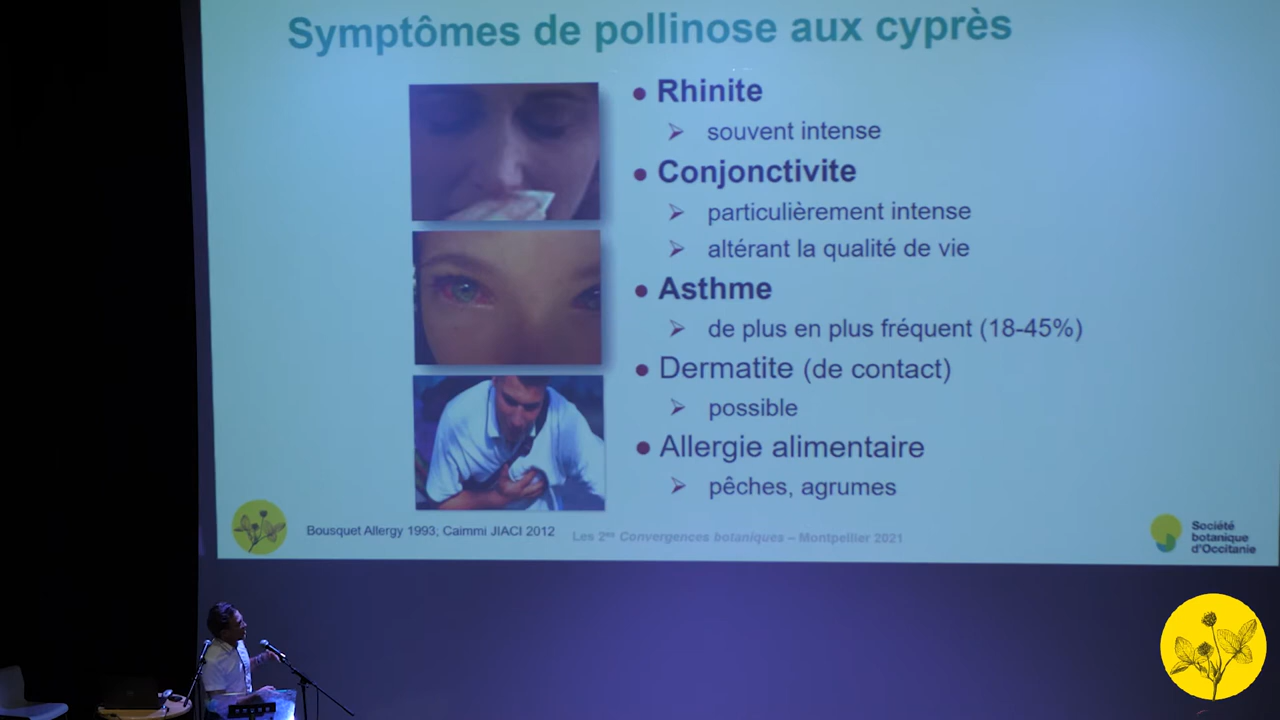 Symptômes de pollinose aux cyprès
• Rhinite
➢ souvent intense
• Conjonctivite
➢ particulièrement intense
➢ altérant la qualité de vie
• Asthme
➢ de plus en plus fréquent (18-45%)
• Dermatite (de contact)
➢ possible
• Allergie alimentaire
➢ pêches, agrumes
Bousquet Allergy 1993; Caimmi JIACI 2012
Les 2èmes Convergences botaniques – Montpellier 2021
Société
botanique
d'Occitanie